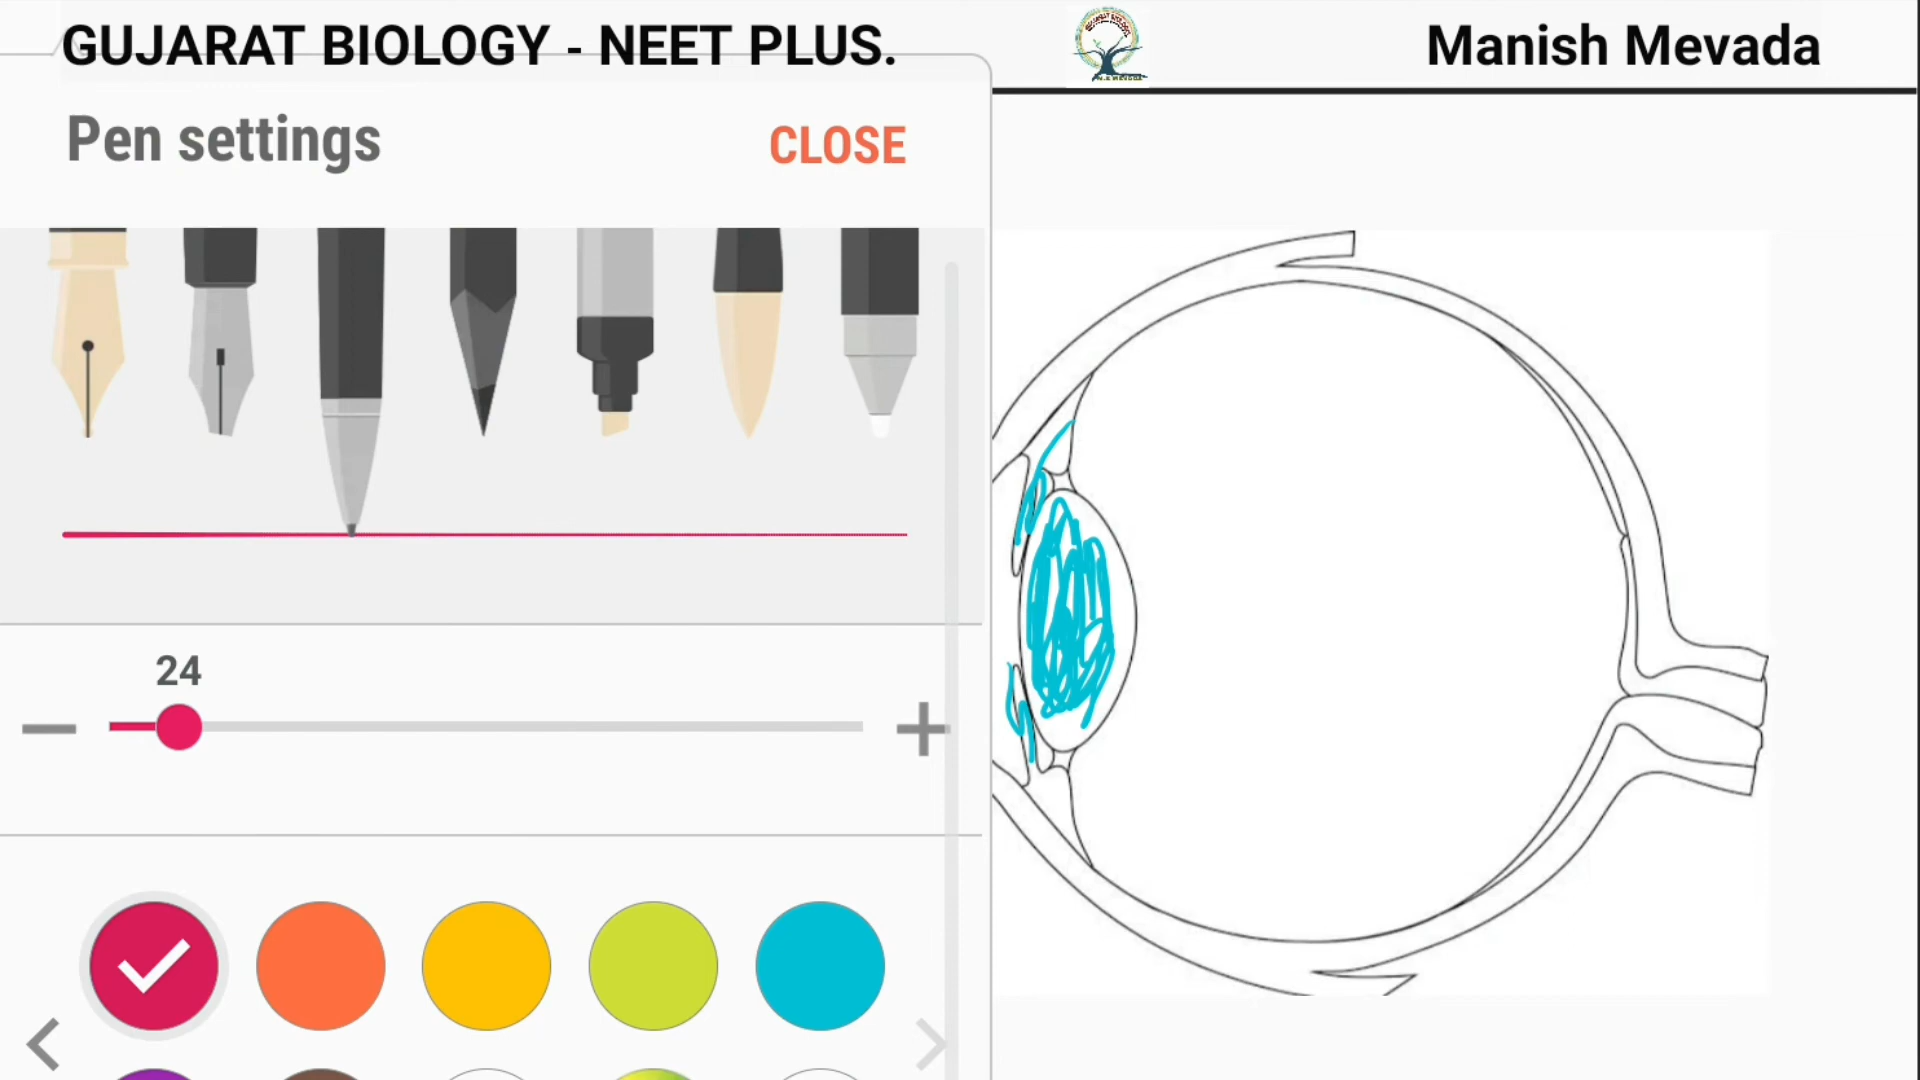 GUJARAT BIOLOGY - NEET PLUS.
Manish Mevada
Pen settings
CLOSE
24